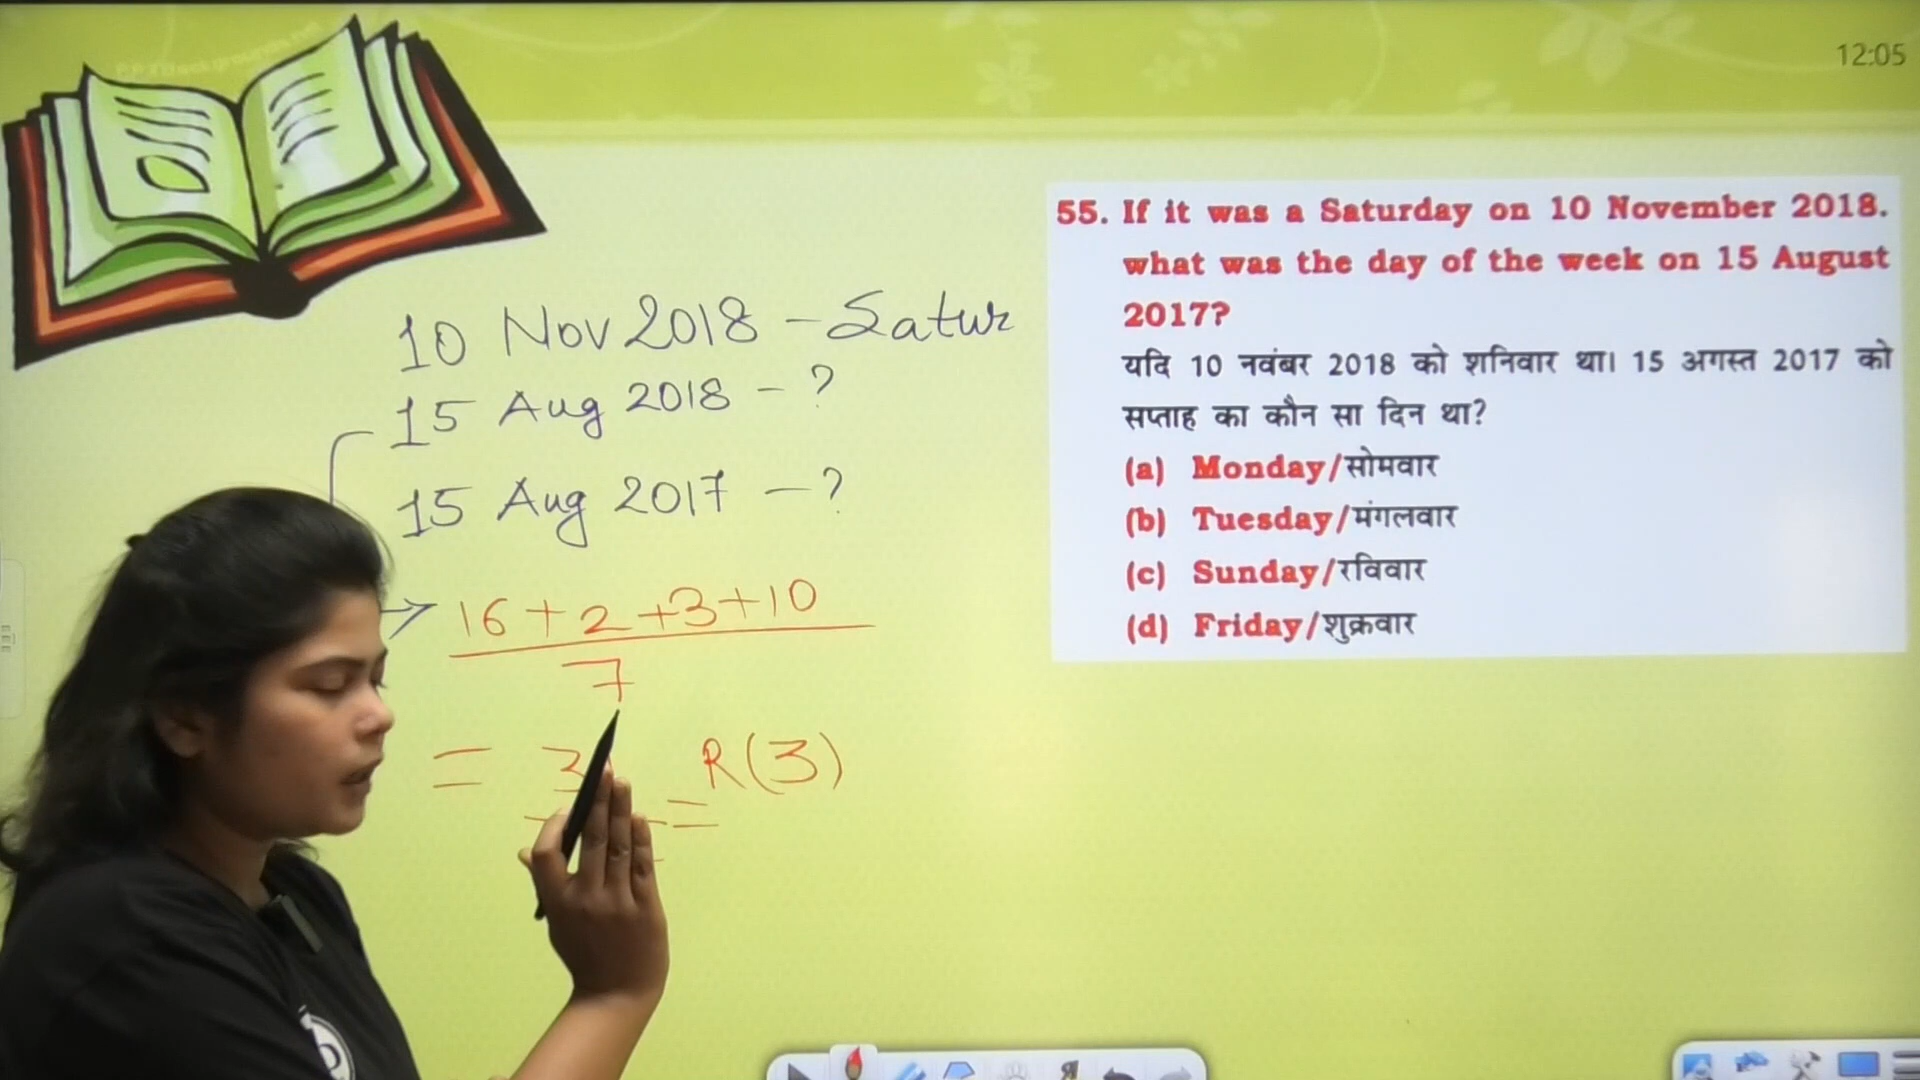 12:05
55. If it was a Saturday on 10 November 2018.
what was the day of the week on 15 August
2017?
यदि 10 नवंबर 2018 को शनिवार था। 15 अगस्त 2017 को
सप्ताह का कौन सा दिन था?
(a) Monday/सोमवार
(b) Tuesday/मंगलवार
(c) Sunday/रविवार
(d) Friday/शुक्रवार
10 Nov 2018 - Satur
15 Aug 2018 - ?
15 Aug 2017 - ?
→ 16+2+3+10
7
= = R(3)